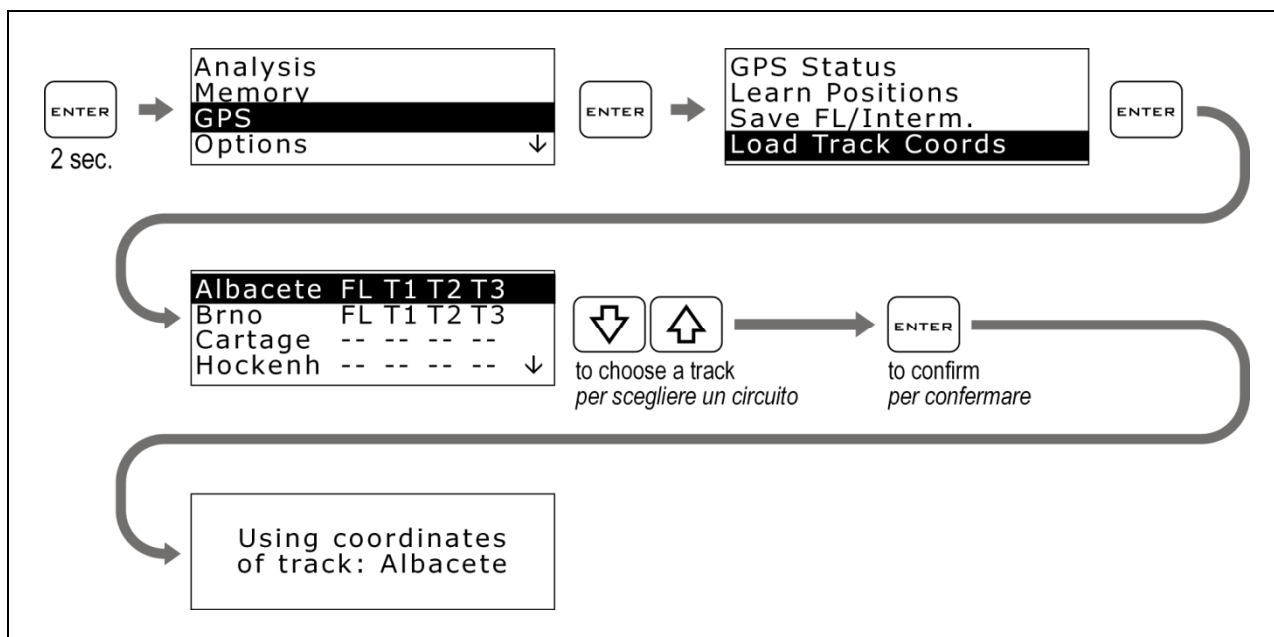 ENTER
2 sec.
Analysis
Memory
GPS
Options
ENTER
GPS Status
Learn Positions
Save FL/Interm.
Load Track Coords
ENTER
Albacete FL T1 T2 T3
Brno FL T1 T2 T3
Cartage -- -- -- --
Hockenh -- -- -- --
to choose a track
per scegliere un circuito
ENTER
to confirm
per confermare
Using coordinates
of track: Albacete